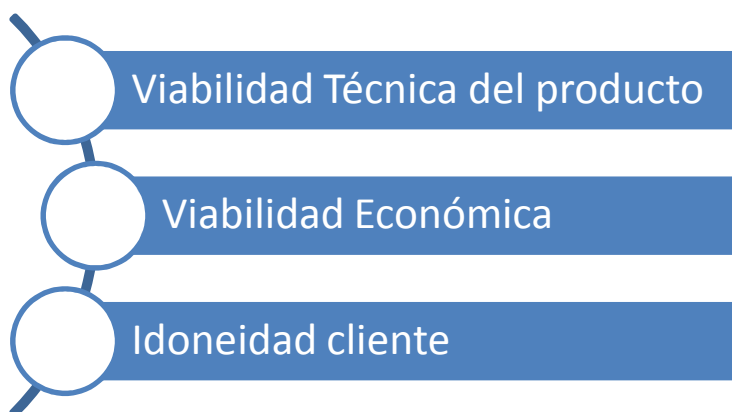 Viabilidad Técnica del producto
Viabilidad Económica
Idoneidad cliente